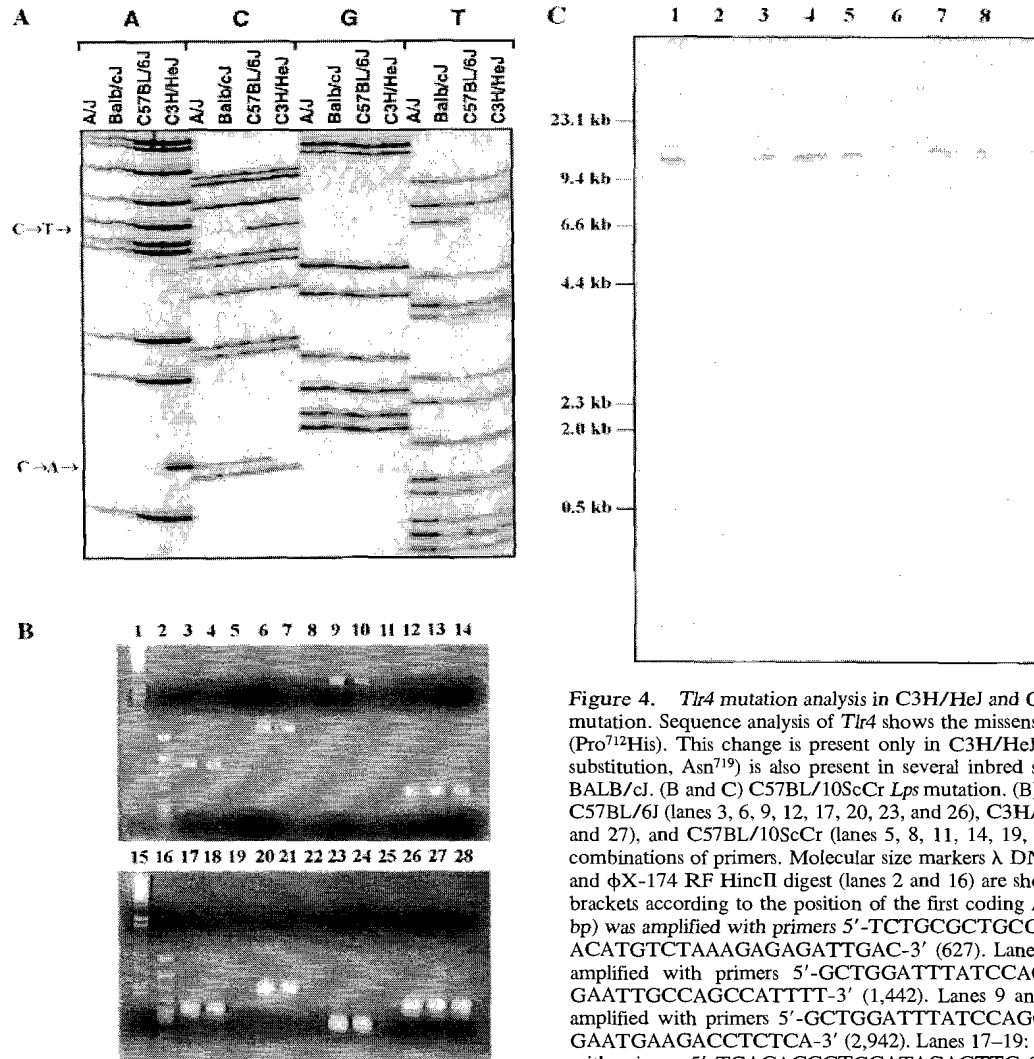 A
A C G T
A/J Balb/cJ C57BL/6J C3H/HeJ A/J Balb/cJ C57BL/6J C3H/HeJ A/J Balb/cJ C57BL/6J C3H/HeJ A/J Balb/cJ C57BL/6J C3H/HeJ
C→T→
C→A→
B
1 2 3 4 5 6 7 8 9 10 11 12 13 14
15 16 17 18 19 20 21 22 23 24 25 26 27 28
C
1 2 3 4 5 6 7 8
23.1 kb
9.4 kb
6.6 kb
4.4 kb
2.3 kb
2.0 kb
0.5 kb
Figure 4. Tlr4 mutation analysis in C3H/HeJ and C
mutation. Sequence analysis of Tlr4 shows the missens
(Pro⁷¹²His). This change is present only in C3H/HeJ
substitution, Asn⁷¹⁹) is also present in several inbred s
BALB/cJ. (B and C) C57BL/10ScCr Lps mutation. (B)
C57BL/6J (lanes 3, 6, 9, 12, 17, 20, 23, and 26), C3H/
and 27), and C57BL/10ScCr (lanes 5, 8, 11, 14, 19,
combinations of primers. Molecular size markers λ DN
and ϕX-174 RF HincII digest (lanes 2 and 16) are sho
brackets according to the position of the first coding
bp) was amplified with primers 5′-TCTGCGCTGCC
ACATGTCTAAAGAGAGATTGAC-3′ (627). Lane
amplified with primers 5′-GCTGGATTTATCCAG
GAATTGCCAGCCATTTT-3′ (1,442). Lanes 9 an
amplified with primers 5′-GCTGGATTTATCCAG
GAATGAAGACCTCTCA-3′ (2,942). Lanes 17–19: